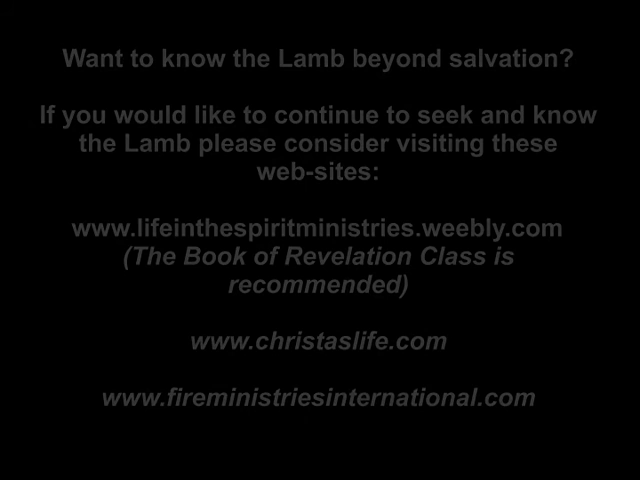 Want to know the Lamb beyond salvation?
If you would like to continue to seek and know
the Lamb please consider visiting these
web-sites:
www.lifeinthespiritministries.weebly.com
(The Book of Revelation Class is
recommended)
www.christaslife.com
www.fireministriesinternational.com